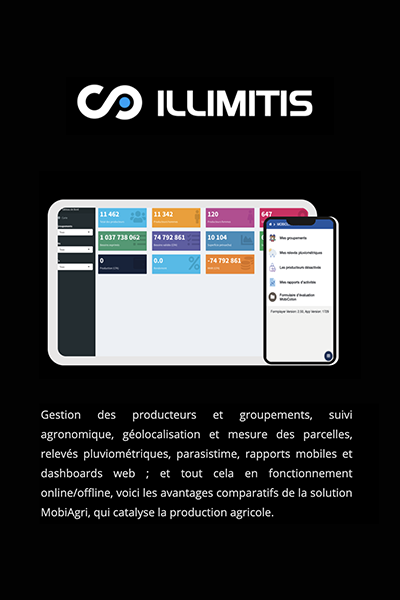 ILLIMITIS
11 462
11 342
120
647
1 037 738 062
74 792 861
10 104
0
0.0
-74 792 861
Mes groupements
Mes relevés pluviométriques
Les producteurs désactivés
Mes rapports d'activités
Formulaire d'évaluation
MobiCoton
Gestion des producteurs et groupements, suivi
agronomique, géolocalisation et mesure des parcelles,
relevés pluviométriques, parasistime, rapports mobiles et
dashboards web ; et tout cela en fonctionnement
online/offline, voici les avantages comparatifs de la solution
MobiAgri, qui catalyse la production agricole.